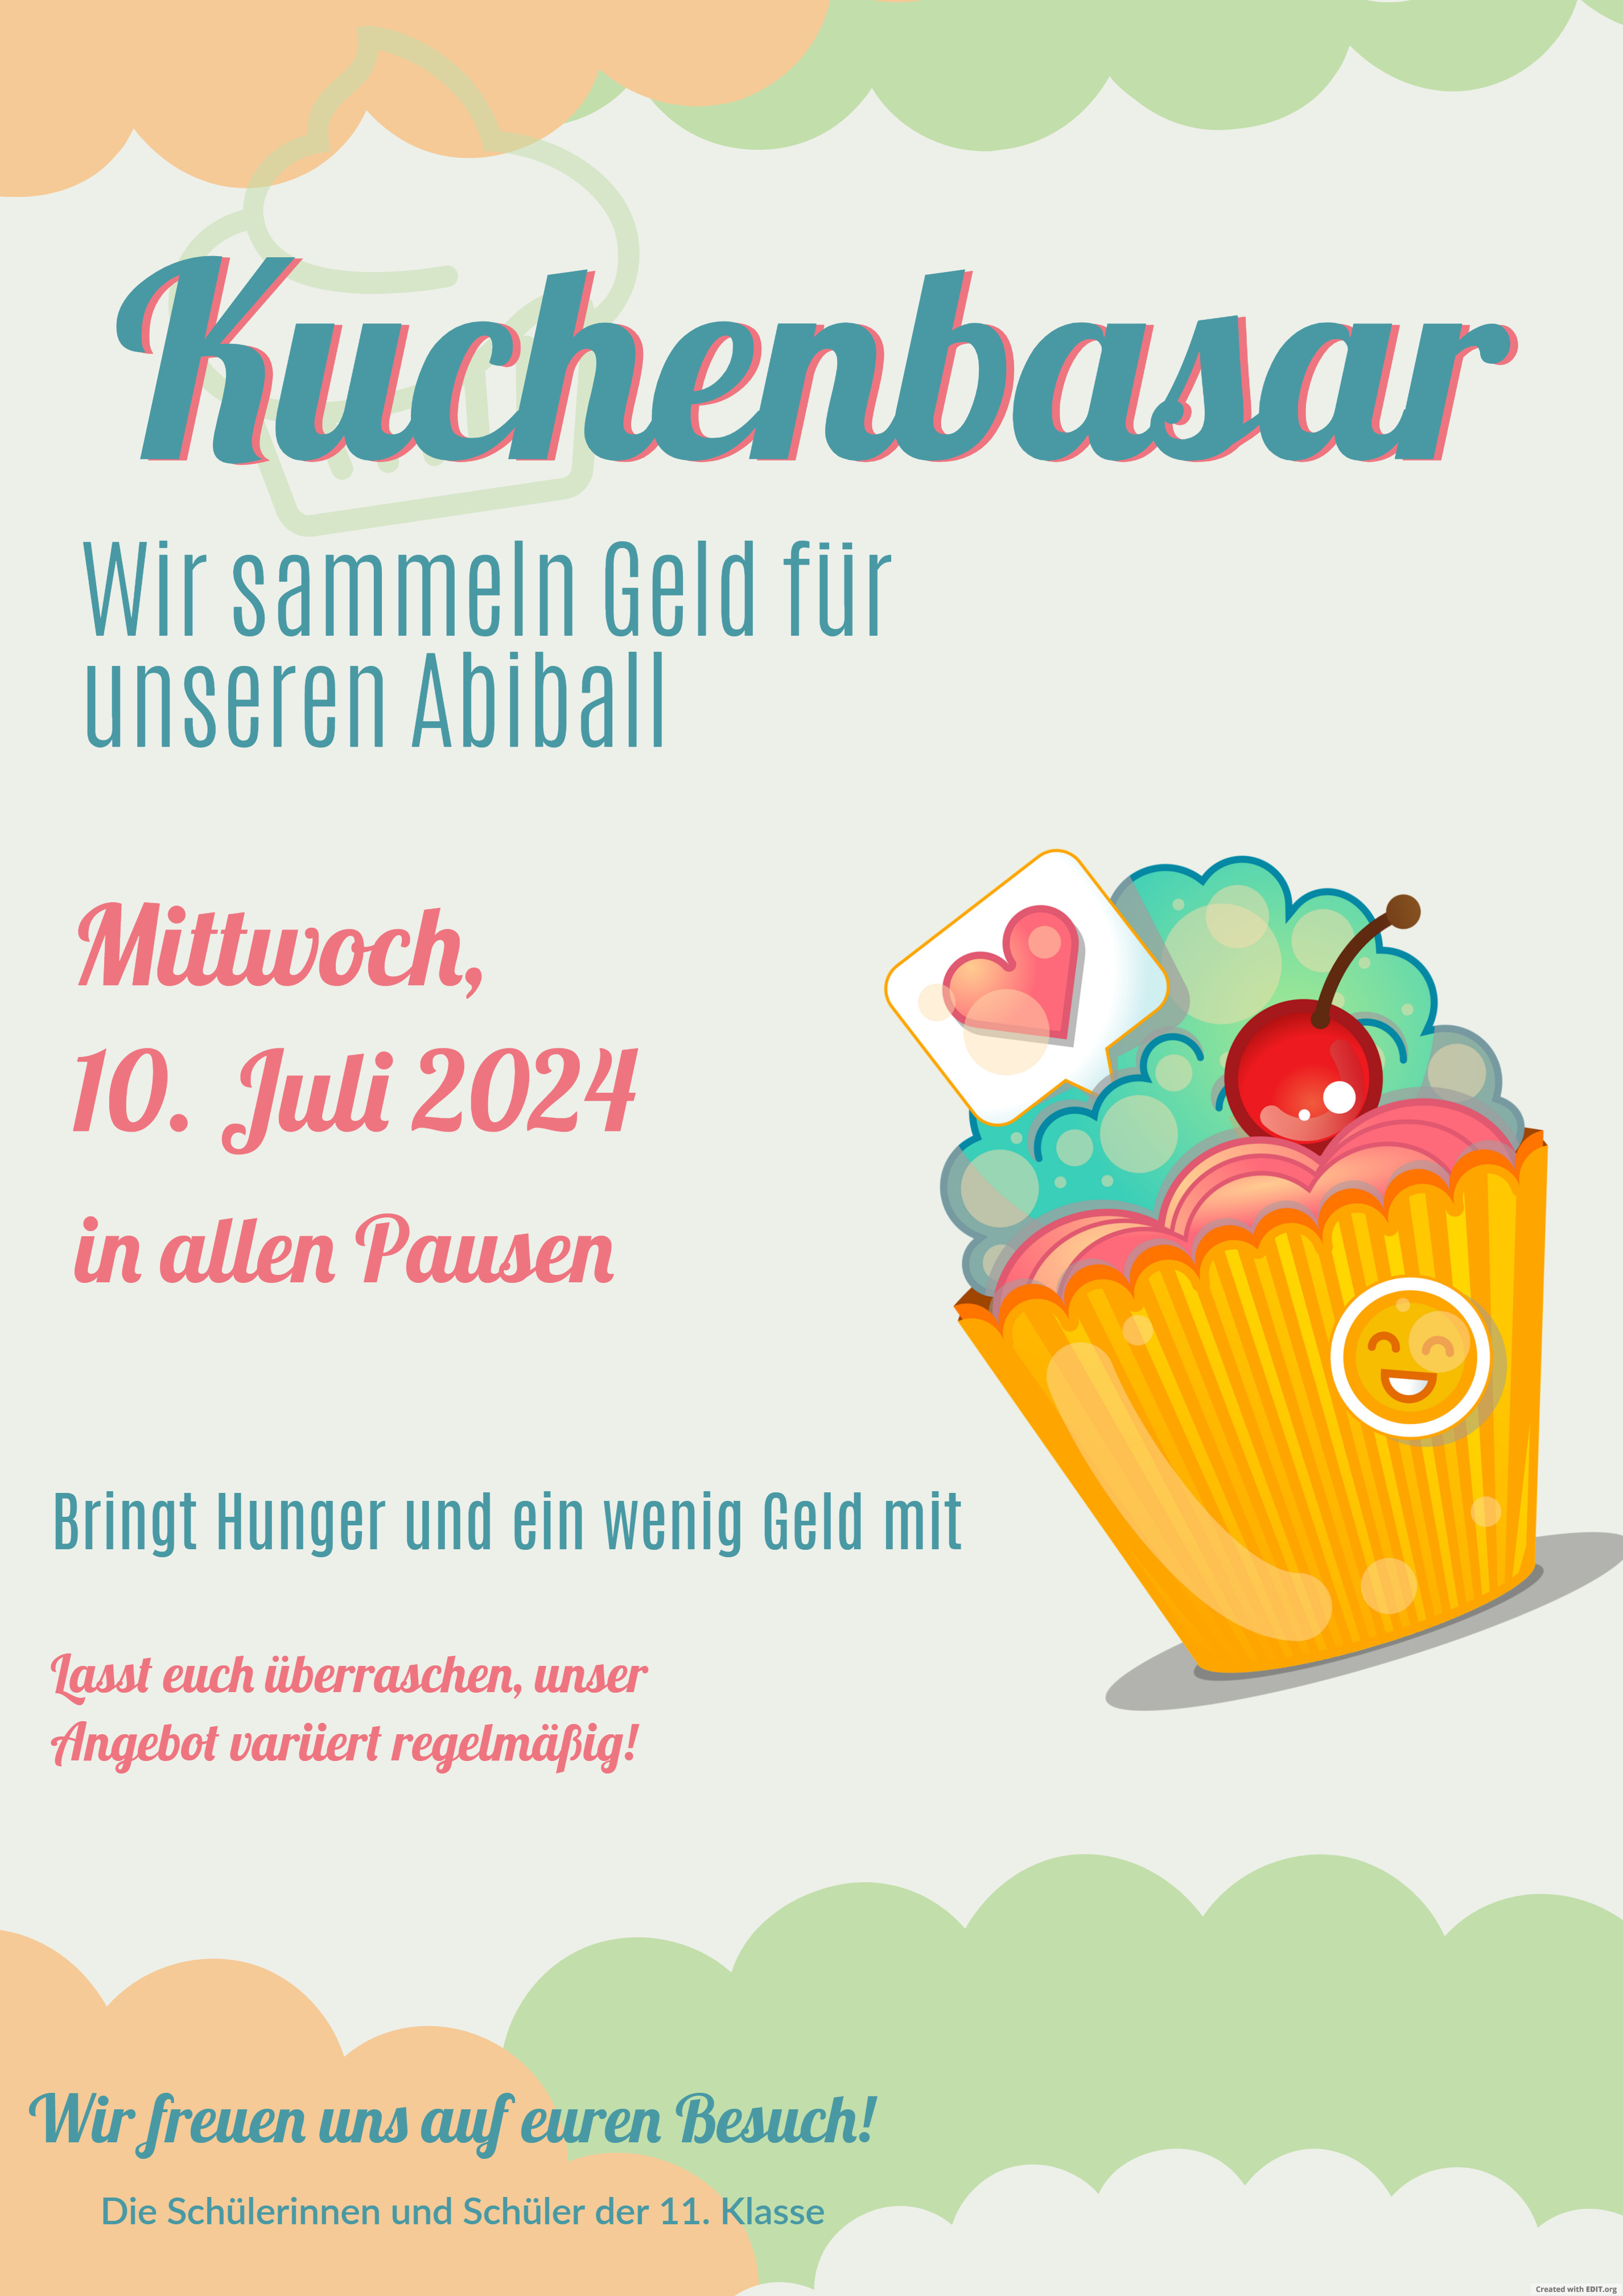 Kuchenbasar
Wir sammeln Geld für
unseren Abiball
Mittwoch,
10. Juli 2024
in allen Pausen
Bringt Hunger und ein wenig Geld mit
Lasst euch überraschen, unser
Angebot variiert regelmäßig!
Wir freuen uns auf euren Besuch!
Die Schülerinnen und Schüler der 11. Klasse
Created with EDIT.org